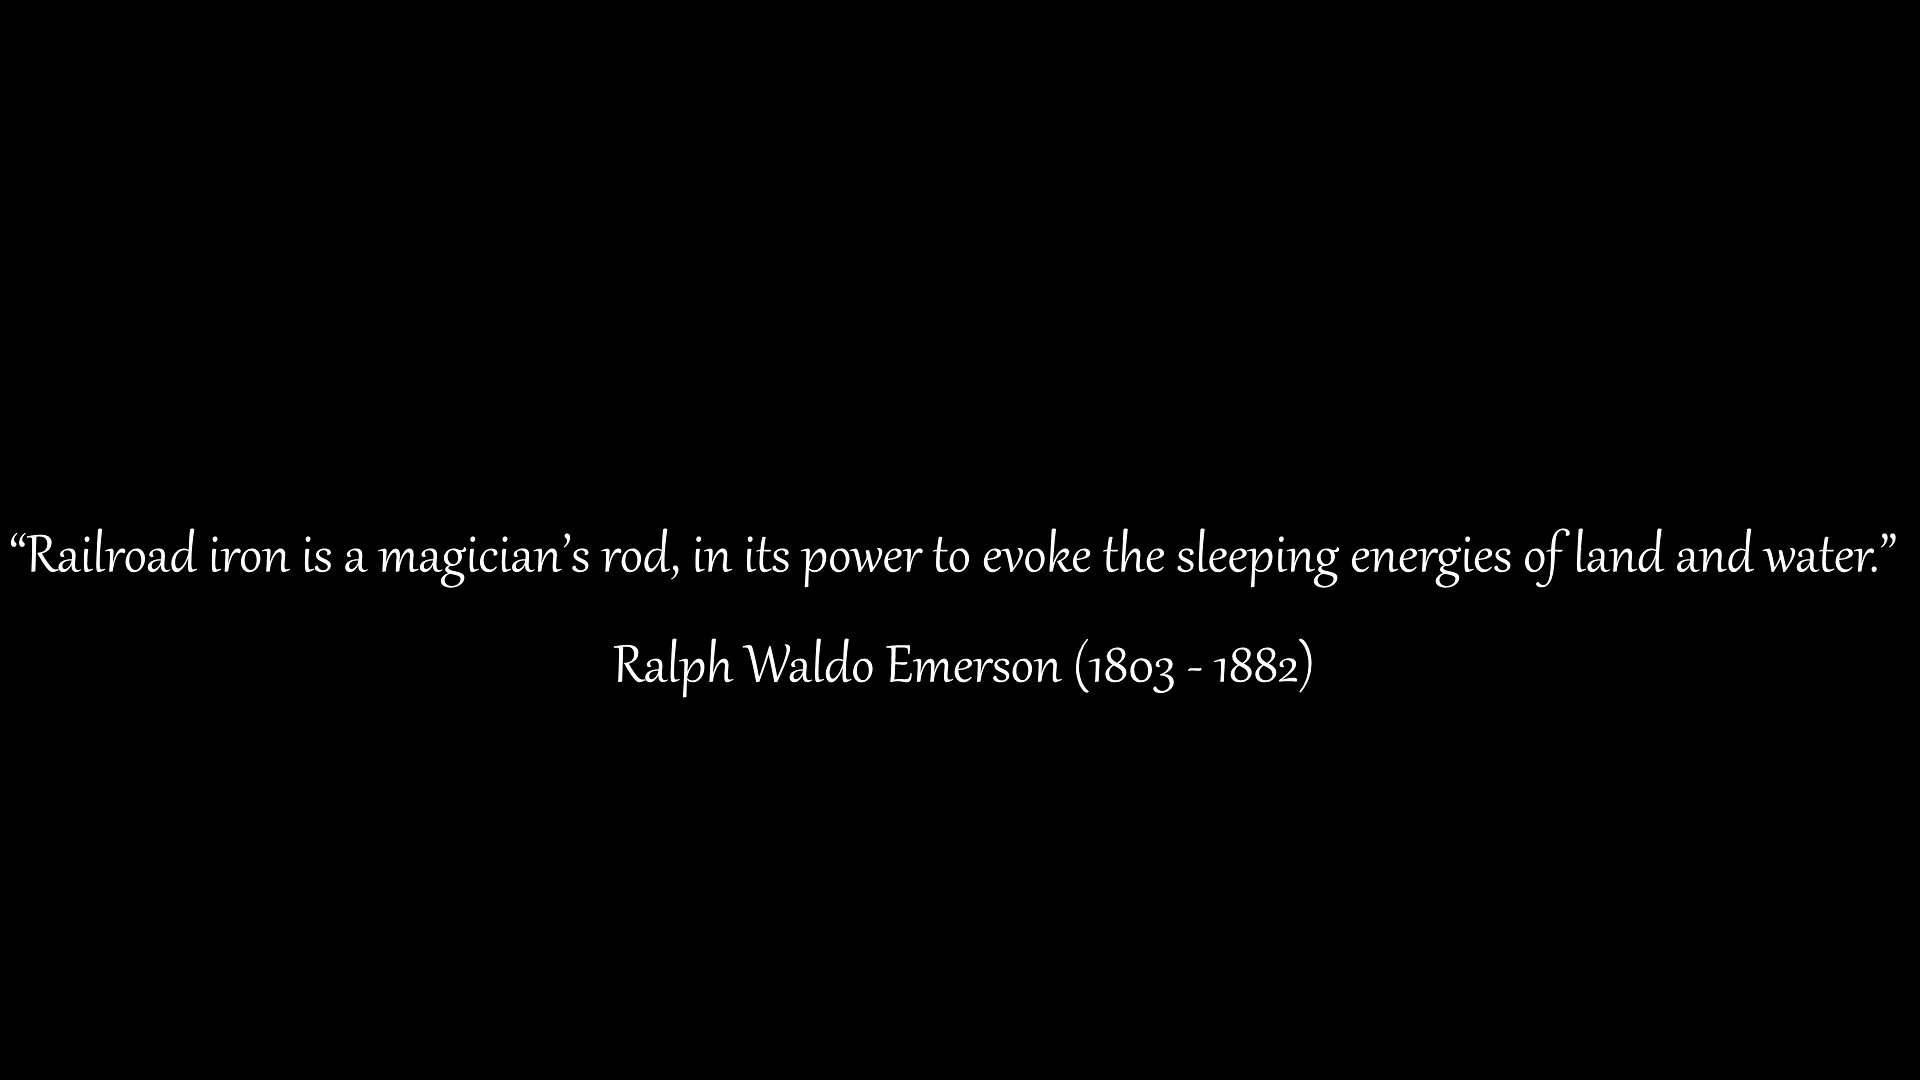 “Railroad iron is a magician’s rod, in its power to evoke the sleeping energies of land and water.”
Ralph Waldo Emerson (1803 - 1882)